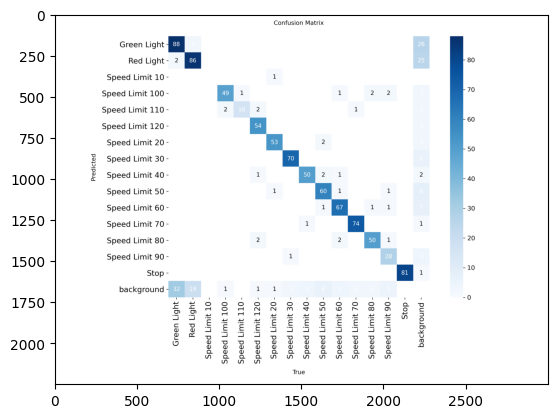 Confusion Matrix
Green Light 88 26
Red Light 2 86 25
Speed Limit 10 1
Speed Limit 100 49 1 1 2 2
Speed Limit 110 2 2 1
Speed Limit 120 54
Speed Limit 20 53 2
Speed Limit 30 70
Speed Limit 40 1 50 2 1 2
Speed Limit 50 1 60 1 1
Speed Limit 60 1 67 1 1
Speed Limit 70 1 74 1
Speed Limit 80 2 2 50 1
Speed Limit 90 1 28
Stop 81 1
background 32 1 1 1
Predicted
Green Light
Red Light
Speed Limit 10
Speed Limit 100
Speed Limit 110
Speed Limit 120
Speed Limit 20
Speed Limit 30
Speed Limit 40
Speed Limit 50
Speed Limit 60
Speed Limit 70
Speed Limit 80
Speed Limit 90
Stop
background
True
80
70
60
50
40
30
20
10
0
0
250
500
750
1000
1250
1500
1750
2000
0 500 1000 1500 2000 2500